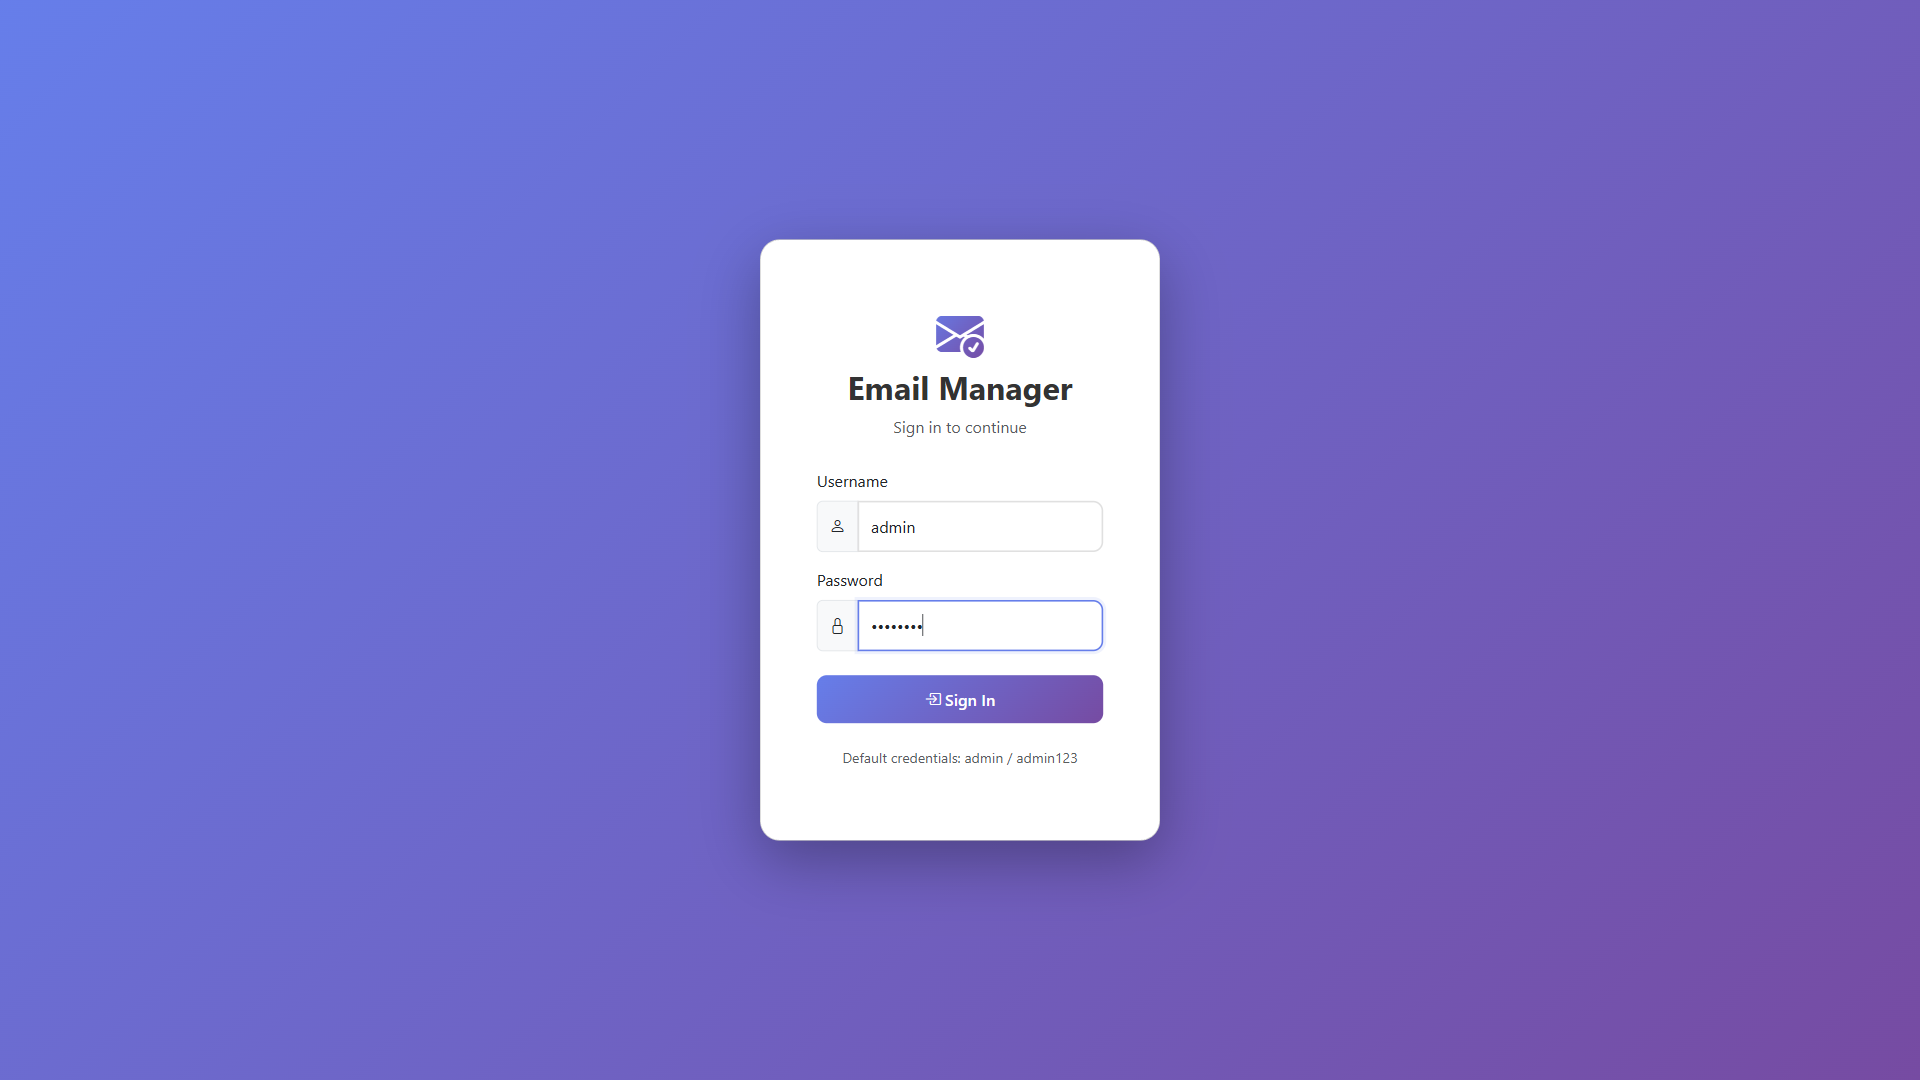 Email Manager
Sign in to continue
Username
admin
Password
••••••••
Sign In
Default credentials: admin / admin123